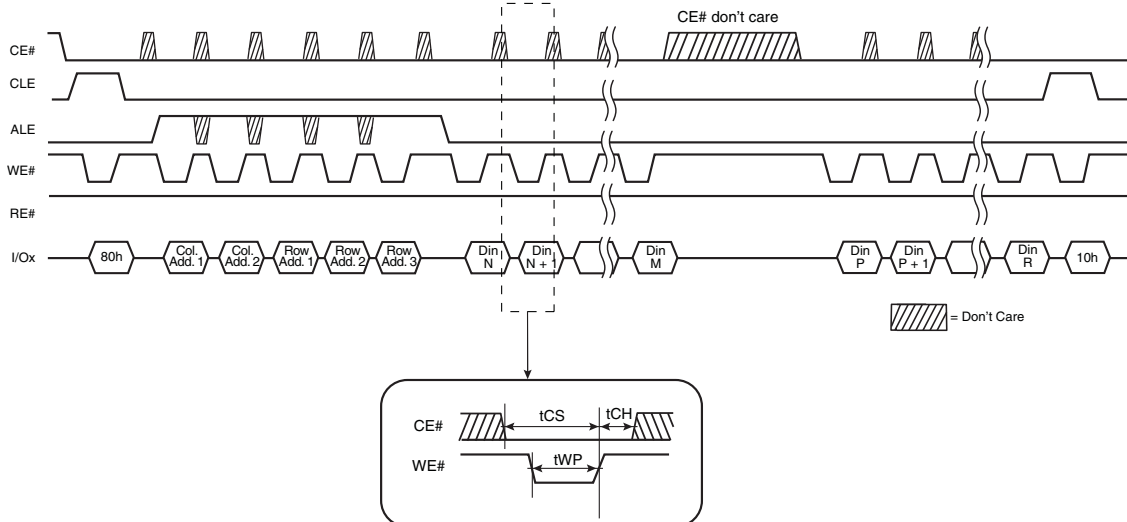 CE# don't care
CE#
CLE
ALE
WE#
RE#
I/Ox
80h
Col. Add. 1
Col. Add. 2
Row Add. 1
Row Add. 2
Row Add. 3
Din N
Din N + 1
Din M
Din P
Din P + 1
Din R
10h
= Don't Care
CE#
tCS
tCH
WE#
tWP